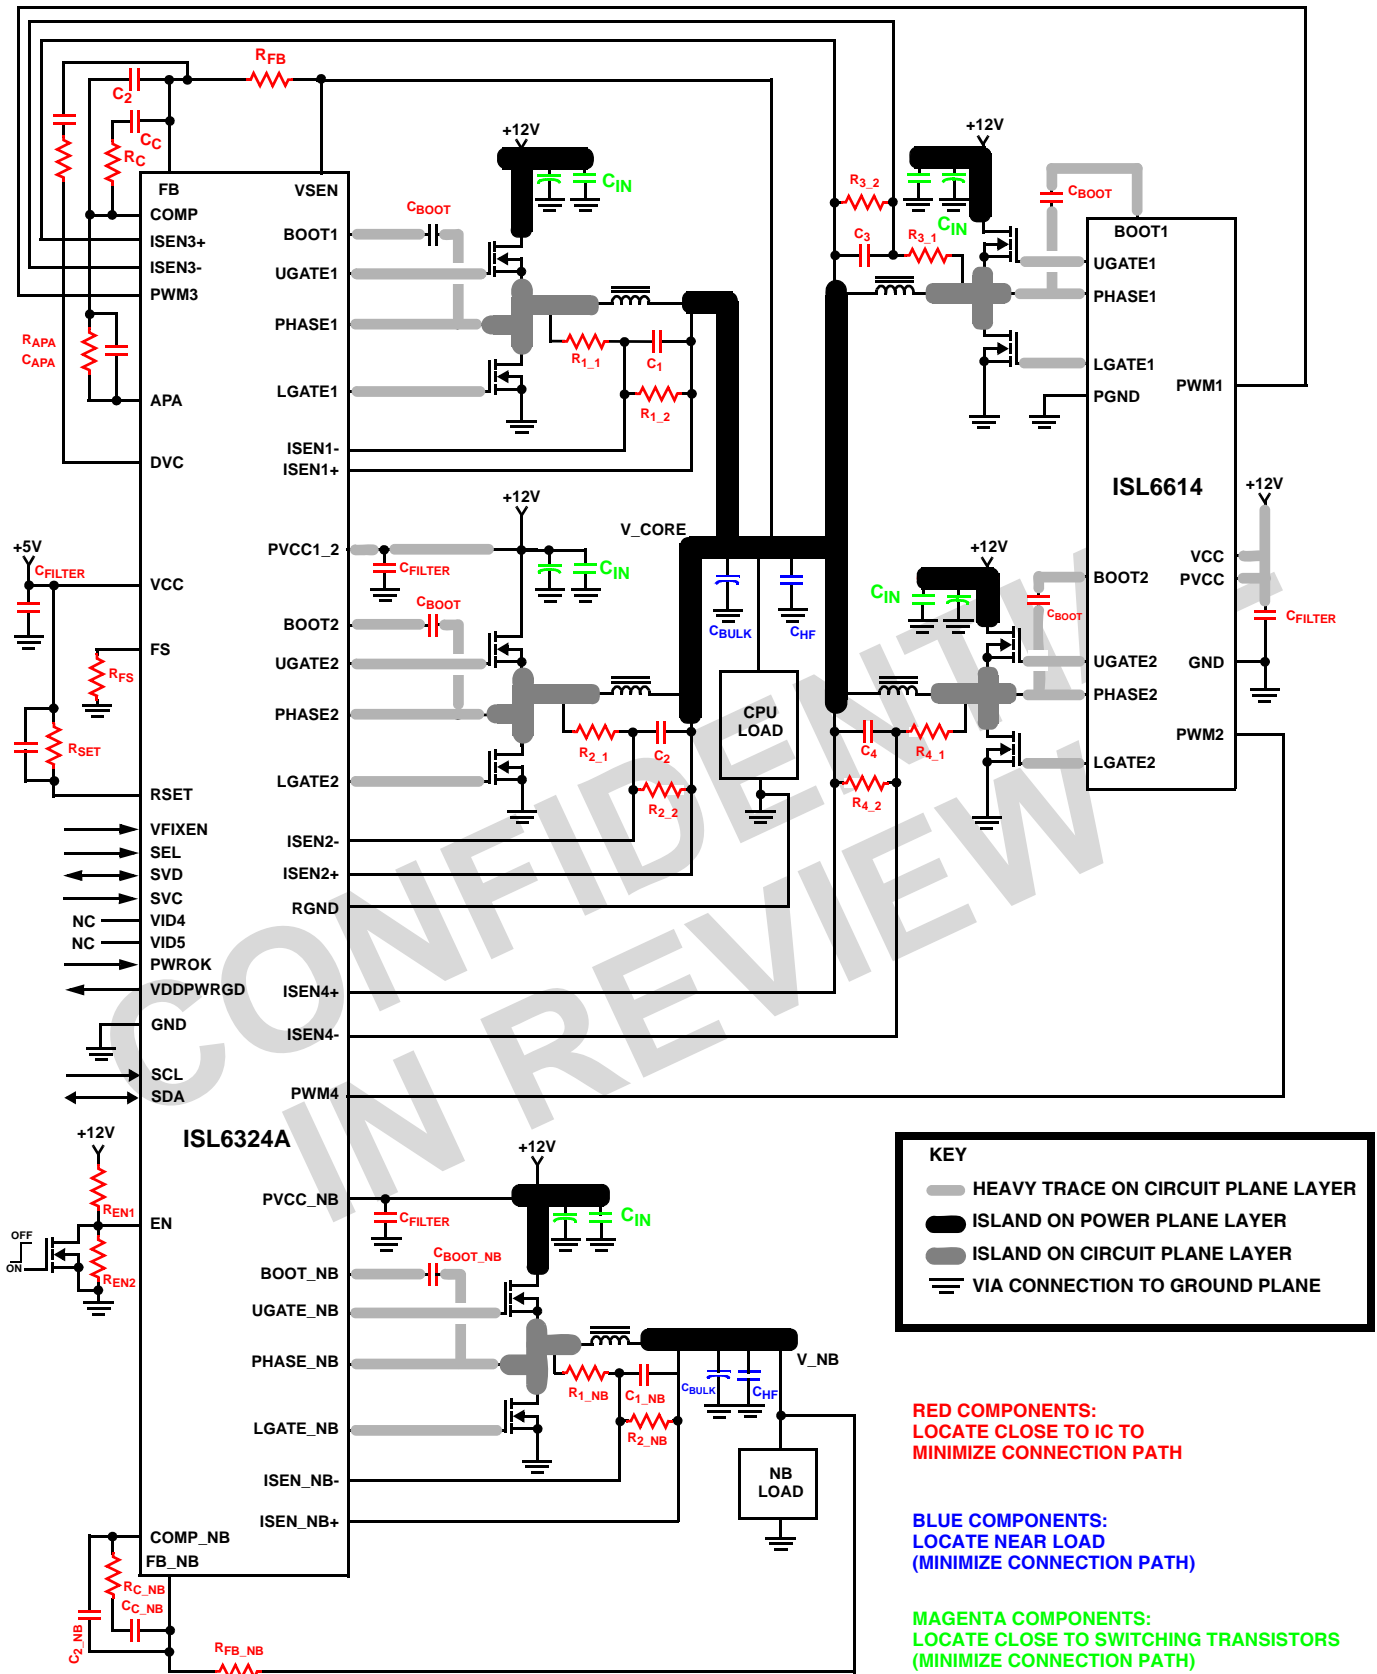 RFB
C2
CC
RC
FB
VSEN
COMP
ISEN3+
ISEN3-
PWM3
RAPA
CAPA
APA
DVC
+5V
CFILTER
VCC
FS
RFS
RSET
RSET
VFIXEN
SEL
SVD
SVC
NC
VID4
NC
VID5
PWROK
VDDPWRGD
GND
SCL
SDA
+12V
ISL6324A
REN1
EN
OFF
ON
REN2
COMP_NB
FB_NB
RC_NB
CC_NB
C2_NB
RFB_NB
+12V
CIN
CBOOT
BOOT1
UGATE1
PHASE1
LGATE1
R1_1
C1
R1_2
ISEN1-
ISEN1+
+12V
V_CORE
PVCC1_2
CFILTER
CIN
CBOOT
BOOT2
UGATE2
PHASE2
LGATE2
R2_1
C2
R2_2
ISEN2-
ISEN2+
RGND
ISEN4+
ISEN4-
PWM4
CBULK
CHF
CPU
LOAD
+12V
PVCC_NB
CFILTER
CIN
CBOOT_NB
BOOT_NB
UGATE_NB
PHASE_NB
LGATE_NB
V_NB
R1_NB
C1_NB
R2_NB
CBULK
CHF
ISEN_NB-
ISEN_NB+
NB
LOAD
+12V
CIN
R3_2
C3
R3_1
CBOOT
BOOT1
UGATE1
PHASE1
LGATE1
PGND
PWM1
ISL6614
+12V
VCC
PVCC
CFILTER
GND
+12V
CIN
CBOOT
BOOT2
UGATE2
PHASE2
PWM2
LGATE2
C4
R4_1
R4_2
CONFIDENTIAL
IN REVIEW
KEY
HEAVY TRACE ON CIRCUIT PLANE LAYER
ISLAND ON POWER PLANE LAYER
ISLAND ON CIRCUIT PLANE LAYER
VIA CONNECTION TO GROUND PLANE
RED COMPONENTS:
LOCATE CLOSE TO IC TO
MINIMIZE CONNECTION PATH
BLUE COMPONENTS:
LOCATE NEAR LOAD
(MINIMIZE CONNECTION PATH)
MAGENTA COMPONENTS:
LOCATE CLOSE TO SWITCHING TRANSISTORS
(MINIMIZE CONNECTION PATH)